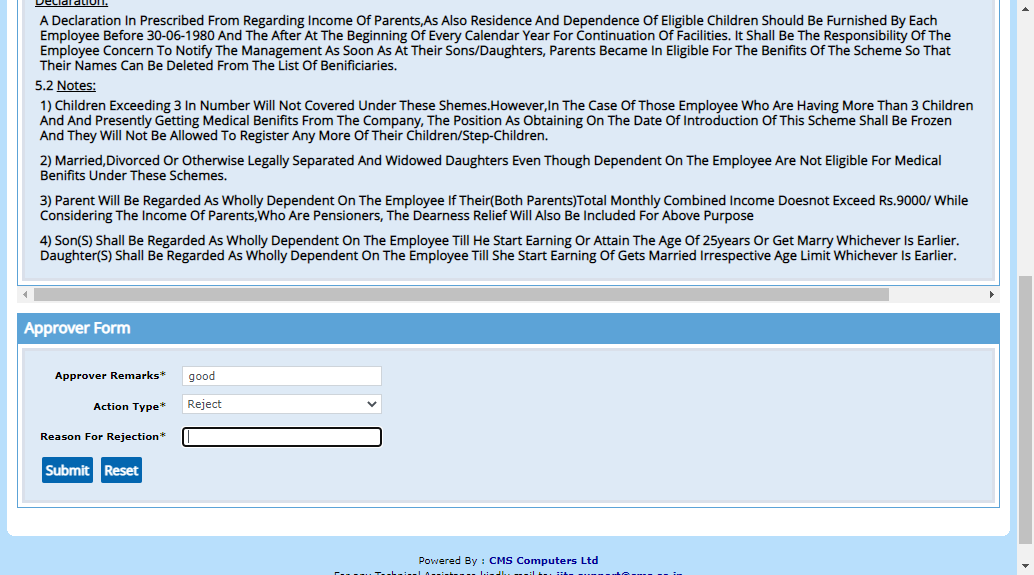 Declaration:
A Declaration In Prescribed From Regarding Income Of Parents,As Also Residence And Dependence Of Eligible Children Should Be Furnished By Each
Employee Before 30-06-1980 And The After At The Beginning Of Every Calendar Year For Continuation Of Facilities. It Shall Be The Responsibility Of The
Employee Concern To Notify The Management As Soon As At Their Sons/Daughters, Parents Became In Eligible For The Benifits Of The Scheme So That
Their Names Can Be Deleted From The List Of Benificiaries.
5.2 Notes:
1) Children Exceeding 3 In Number Will Not Covered Under These Shemes.However,In The Case Of Those Employee Who Are Having More Than 3 Children
And And Presently Getting Medical Benifits From The Company, The Position As Obtaining On The Date Of Introduction Of This Scheme Shall Be Frozen
And They Will Not Be Allowed To Register Any More Of Their Children/Step-Children.
2) Married,Divorced Or Otherwise Legally Separated And Widowed Daughters Even Though Dependent On The Employee Are Not Eligible For Medical
Benifits Under These Schemes.
3) Parent Will Be Regarded As Wholly Dependent On The Employee If Their(Both Parents)Total Monthly Combined Income Doesnot Exceed Rs.9000/ While
Considering The Income Of Parents,Who Are Pensioners, The Dearness Relief Will Also Be Included For Above Purpose
4) Son(S) Shall Be Regarded As Wholly Dependent On The Employee Till He Start Earning Or Attain The Age Of 25years Or Get Marry Whichever Is Earlier.
Daughter(S) Shall Be Regarded As Wholly Dependent On The Employee Till She Start Earning Of Gets Married Irrespective Age Limit Whichever Is Earlier.
Approver Form
Approver Remarks* good
Action Type* Reject
Reason For Rejection*
Submit Reset
Powered By : CMS Computers Ltd
For any Technical Assistance kindly mail to: